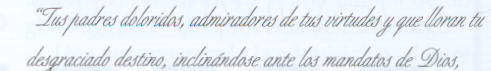 “Tus padres doloridos, admiradores de tus virtudes y que lloran tu
desgraciado destino, inclinándose ante los mandatos de Dios,